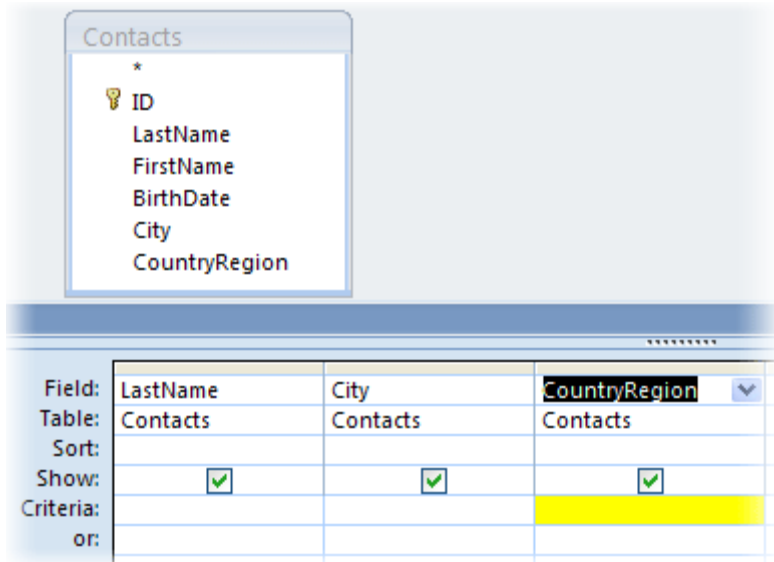 Contacts
*
ID
LastName
FirstName
BirthDate
City
CountryRegion
Field: LastName City CountryRegion
Table: Contacts Contacts Contacts
Sort:
Show:
Criteria:
or: